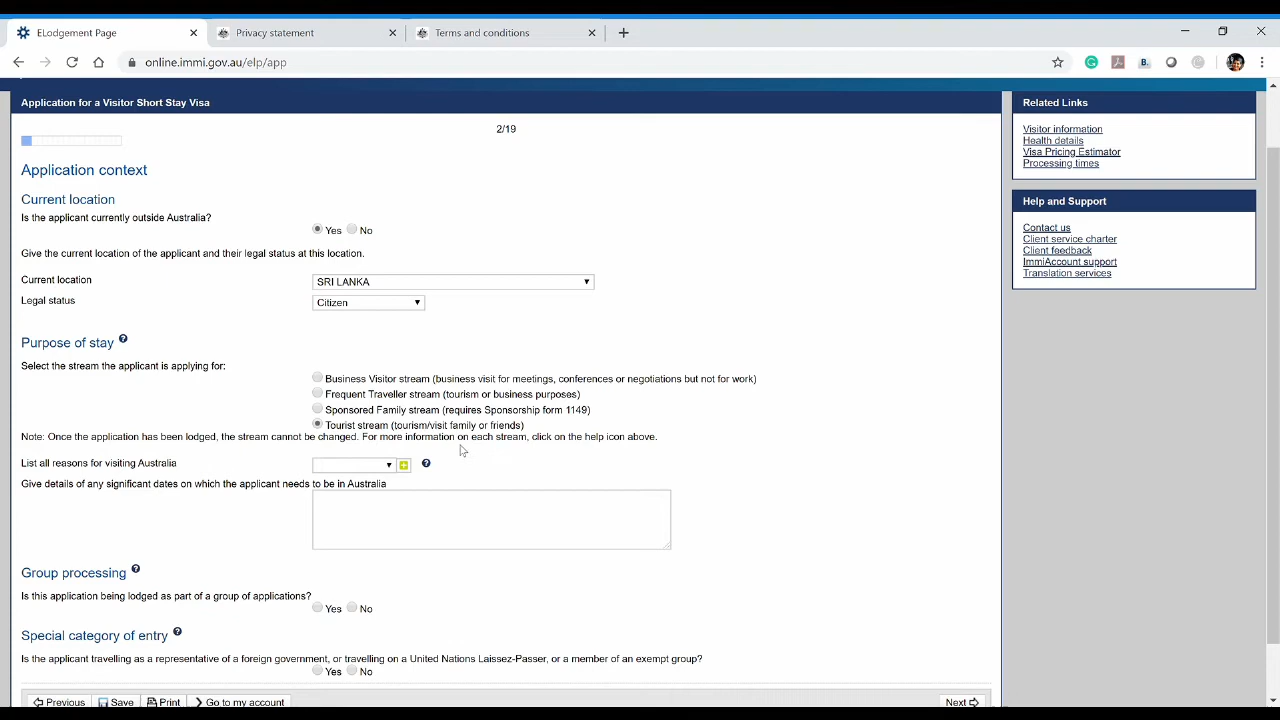 ELodgement Page
Privacy statement
Terms and conditions
online.immi.gov.au/elp/app
Application for a Visitor Short Stay Visa
2/19
Application context
Current location
Is the applicant currently outside Australia?
Yes No
Give the current location of the applicant and their legal status at this location.
Current location SRI LANKA
Legal status Citizen
Purpose of stay
Select the stream the applicant is applying for:
Business Visitor stream (business visit for meetings, conferences or negotiations but not for work)
Frequent Traveller stream (tourism or business purposes)
Sponsored Family stream (requires Sponsorship form 1149)
Tourist stream (tourism/visit family or friends)
Note: Once the application has been lodged, the stream cannot be changed. For more information on each stream, click on the help icon above.
List all reasons for visiting Australia
Give details of any significant dates on which the applicant needs to be in Australia
Group processing
Is this application being lodged as part of a group of applications?
Yes No
Special category of entry
Is the applicant travelling as a representative of a foreign government, or travelling on a United Nations Laissez-Passer, or a member of an exempt group?
Yes No
Previous Save Print Go to my account Next
Related Links
Visitor information
Health details
Visa Pricing Estimator
Processing times
Help and Support
Contact us
Client service charter
Client feedback
ImmiAccount support
Translation services